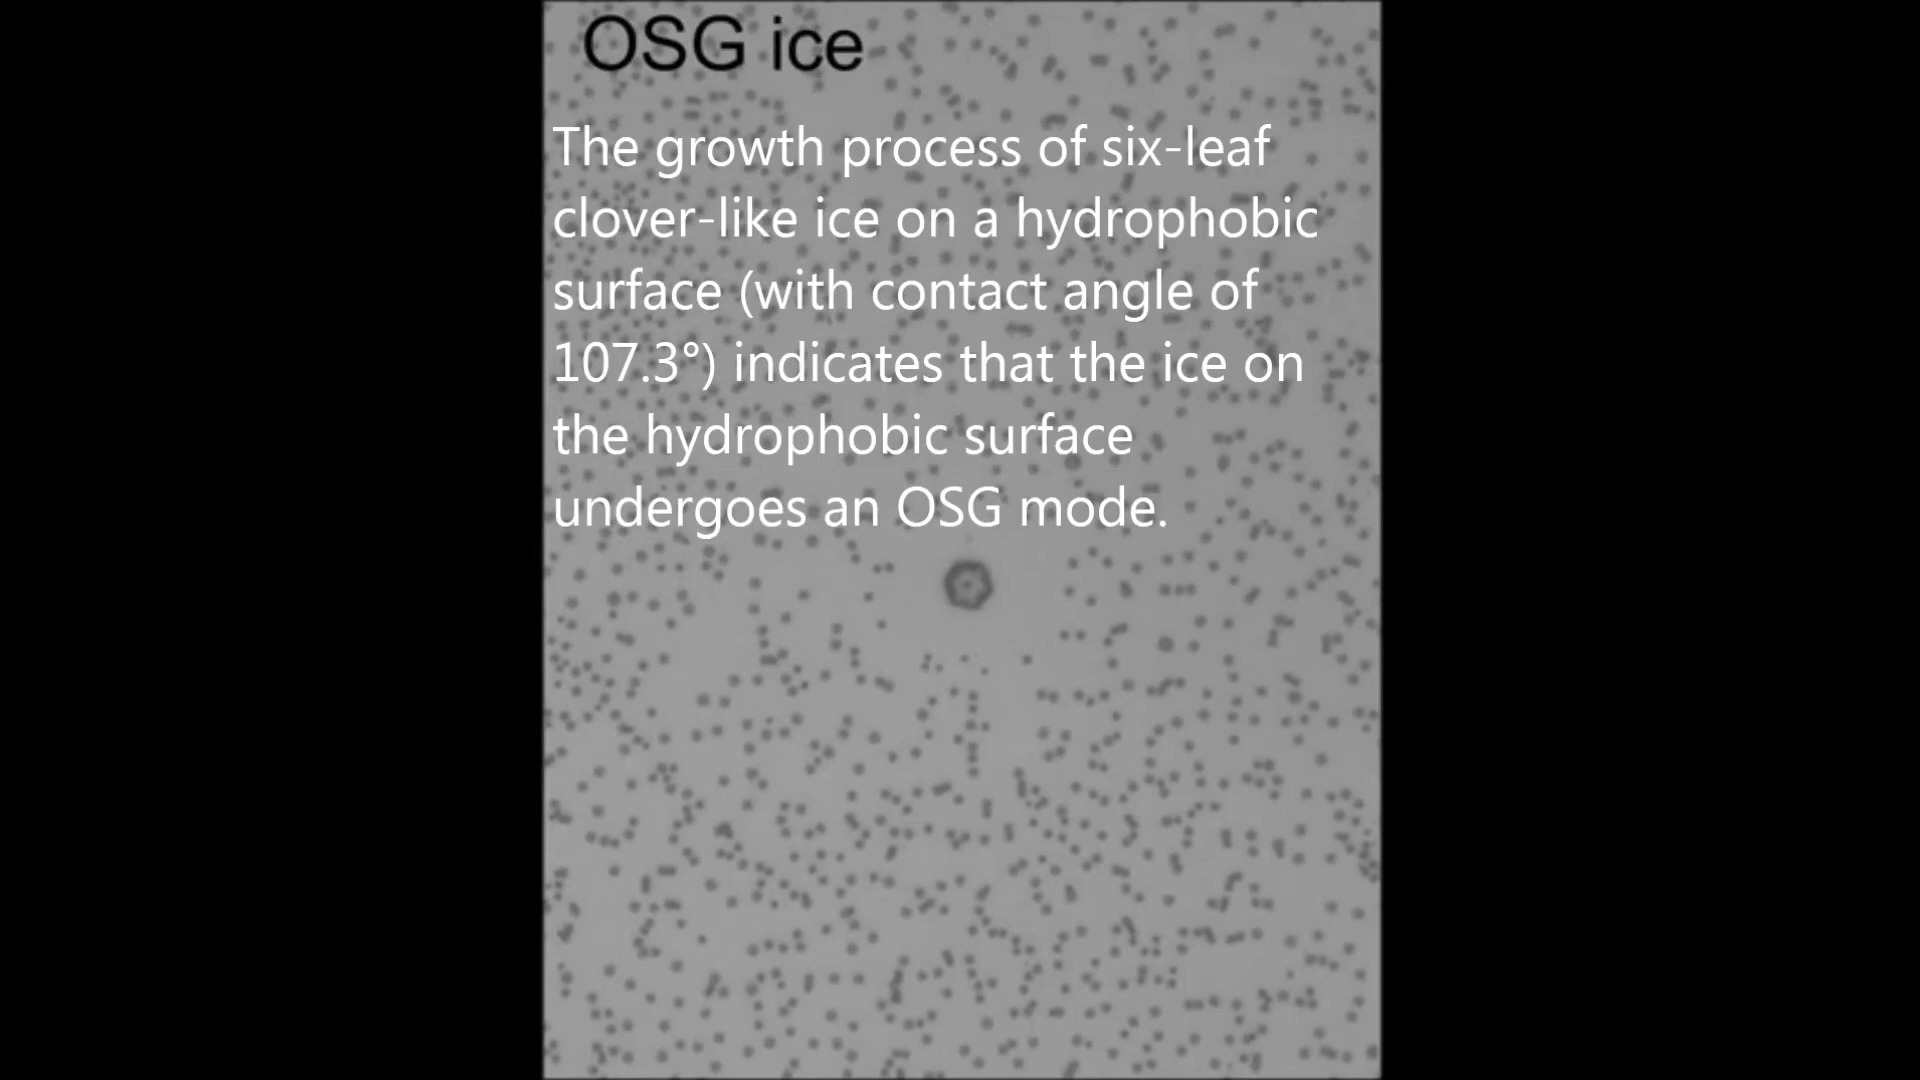 OSG ice
The growth process of six-leaf
clover-like ice on a hydrophobic
surface (with contact angle of
107.3°) indicates that the ice on
the hydrophobic surface
undergoes an OSG mode.